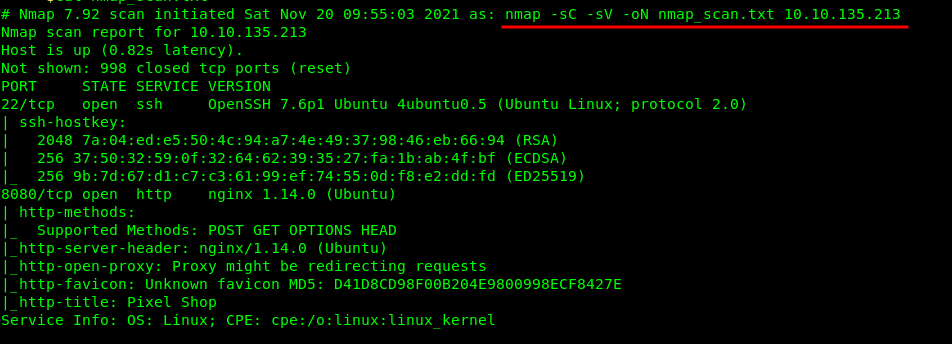 # Nmap 7.92 scan initiated Sat Nov 20 09:55:03 2021 as: nmap -sC -sV -oN nmap_scan.txt 10.10.135.213
Nmap scan report for 10.10.135.213
Host is up (0.82s latency).
Not shown: 998 closed tcp ports (reset)
PORT     STATE SERVICE VERSION
22/tcp   open  ssh     OpenSSH 7.6p1 Ubuntu 4ubuntu0.5 (Ubuntu Linux; protocol 2.0)
| ssh-hostkey:
|   2048 7a:04:ed:e5:50:4c:94:a7:4e:49:37:98:46:eb:66:94 (RSA)
|   256 37:50:32:59:0f:32:64:62:39:35:27:fa:1b:ab:4f:bf (ECDSA)
|_  256 9b:7d:67:d1:c7:c3:61:99:ef:74:55:0d:f8:e2:dd:fd (ED25519)
8080/tcp open  http    nginx 1.14.0 (Ubuntu)
| http-methods:
|_  Supported Methods: POST GET OPTIONS HEAD
|_http-server-header: nginx/1.14.0 (Ubuntu)
|_http-open-proxy: Proxy might be redirecting requests
|_http-favicon: Unknown favicon MD5: D41D8CD98F00B204E9800998ECF8427E
|_http-title: Pixel Shop
Service Info: OS: Linux; CPE: cpe:/o:linux:linux_kernel